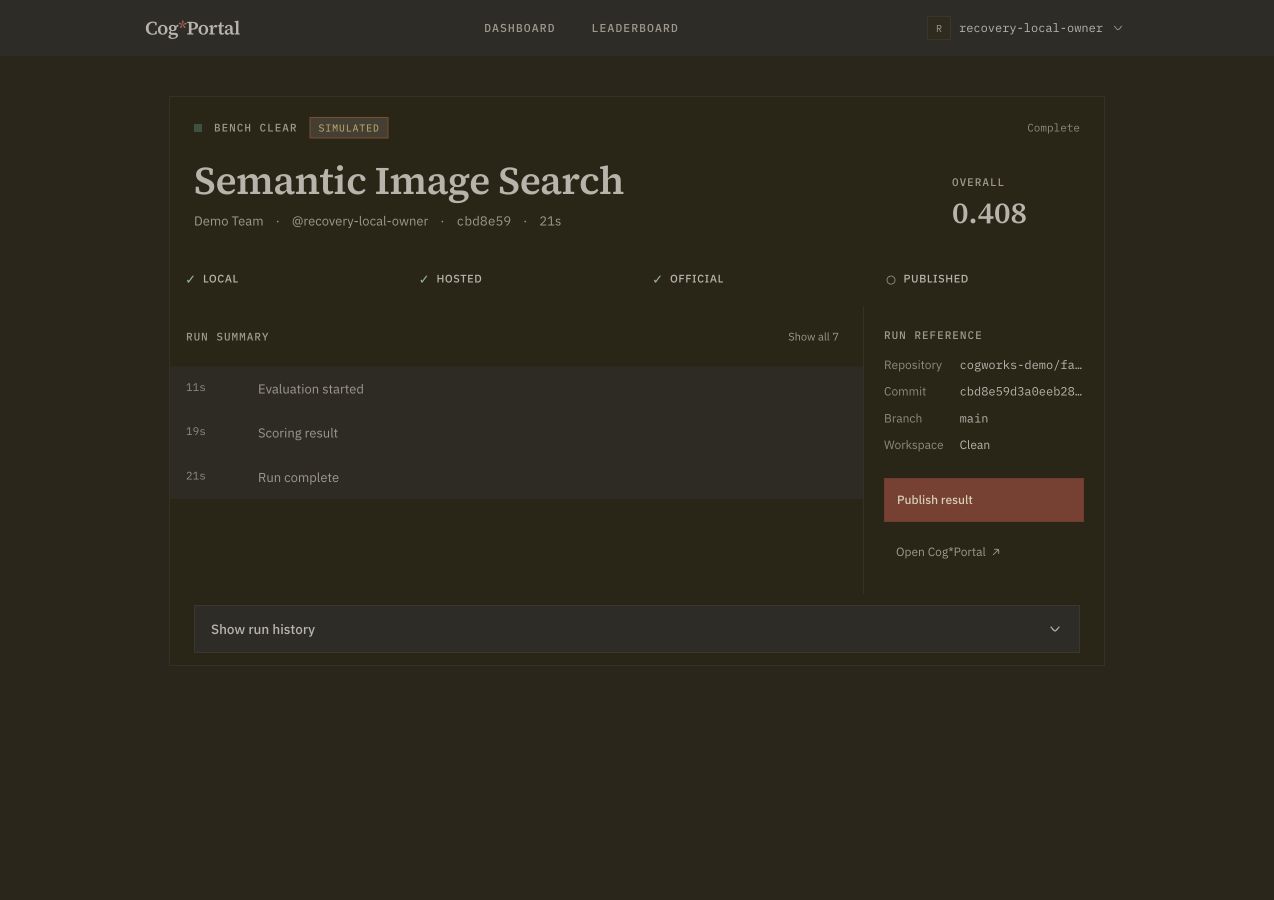 Cog*Portal
DASHBOARD
LEADERBOARD
R
recovery-local-owner
BENCH CLEAR
SIMULATED
Complete
Semantic Image Search
OVERALL
0.408
Demo Team · @recovery-local-owner · cbd8e59 · 21s
✓ LOCAL
✓ HOSTED
✓ OFFICIAL
○ PUBLISHED
RUN SUMMARY
Show all 7
11s Evaluation started
19s Scoring result
21s Run complete
RUN REFERENCE
Repository cogworks-demo/fa…
Commit cbd8e59d3a0eeb28…
Branch main
Workspace Clean
Publish result
Open Cog*Portal ↗
Show run history